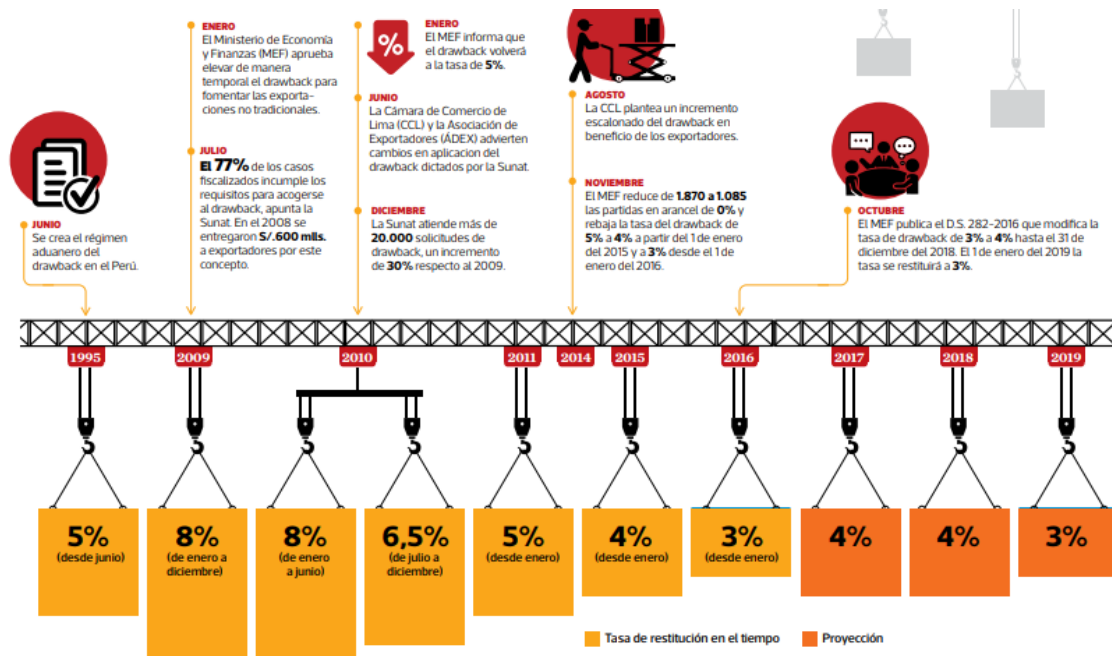 JUNIO
Se crea el régimen
aduanero del
drawback en el Perú.
ENERO
El Ministerio de Economía
y Finanzas (MEF) aprueba
elevar de manera
temporal el drawback para
fomentar las exporta-
ciones no tradicionales.
JULIO
El 77% de los casos
fiscalizados incumple los
requisitos para acogerse
al drawback, apunta la
Sunat. En el 2008 se
entregaron S/.600 mlls.
a exportadores por este
concepto.
%
ENERO
El MEF informa que
el drawback volverá
a la tasa de 5%.
JUNIO
La Cámara de Comercio de
Lima (CCL) y la Asociación de
Exportadores (ÁDEX) advierten
cambios en aplicacion del
drawback dictados por la Sunat.
DICIEMBRE
La Sunat atiende más de
20.000 solicitudes de
drawback, un incremento
de 30% respecto al 2009.
AGOSTO
La CCL plantea un incremento
escalonado del drawback en
beneficio de los exportadores.
NOVIEMBRE
El MEF reduce de 1.870 a 1.085
las partidas en arancel de 0% y
rebaja la tasa del drawback de
5% a 4% a partir del 1 de enero
del 2015 y a 3% desde el 1 de
enero del 2016.
OCTUBRE
El MEF publica el D.S. 282-2016 que modifica la
tasa de drawback de 3% a 4% hasta el 31 de
diciembre del 2018. El 1 de enero del 2019 la
tasa se restituirá a 3%.
1995 2009 2010 2011 2014 2015 2016 2017 2018 2019
5%
(desde junio)
8%
(de enero a
diciembre)
8%
(de enero
a junio)
6,5%
(de julio a
diciembre)
5%
(desde enero)
4%
(desde enero)
3%
(desde enero)
4%
4%
3%
Tasa de restitución en el tiempo
Proyección